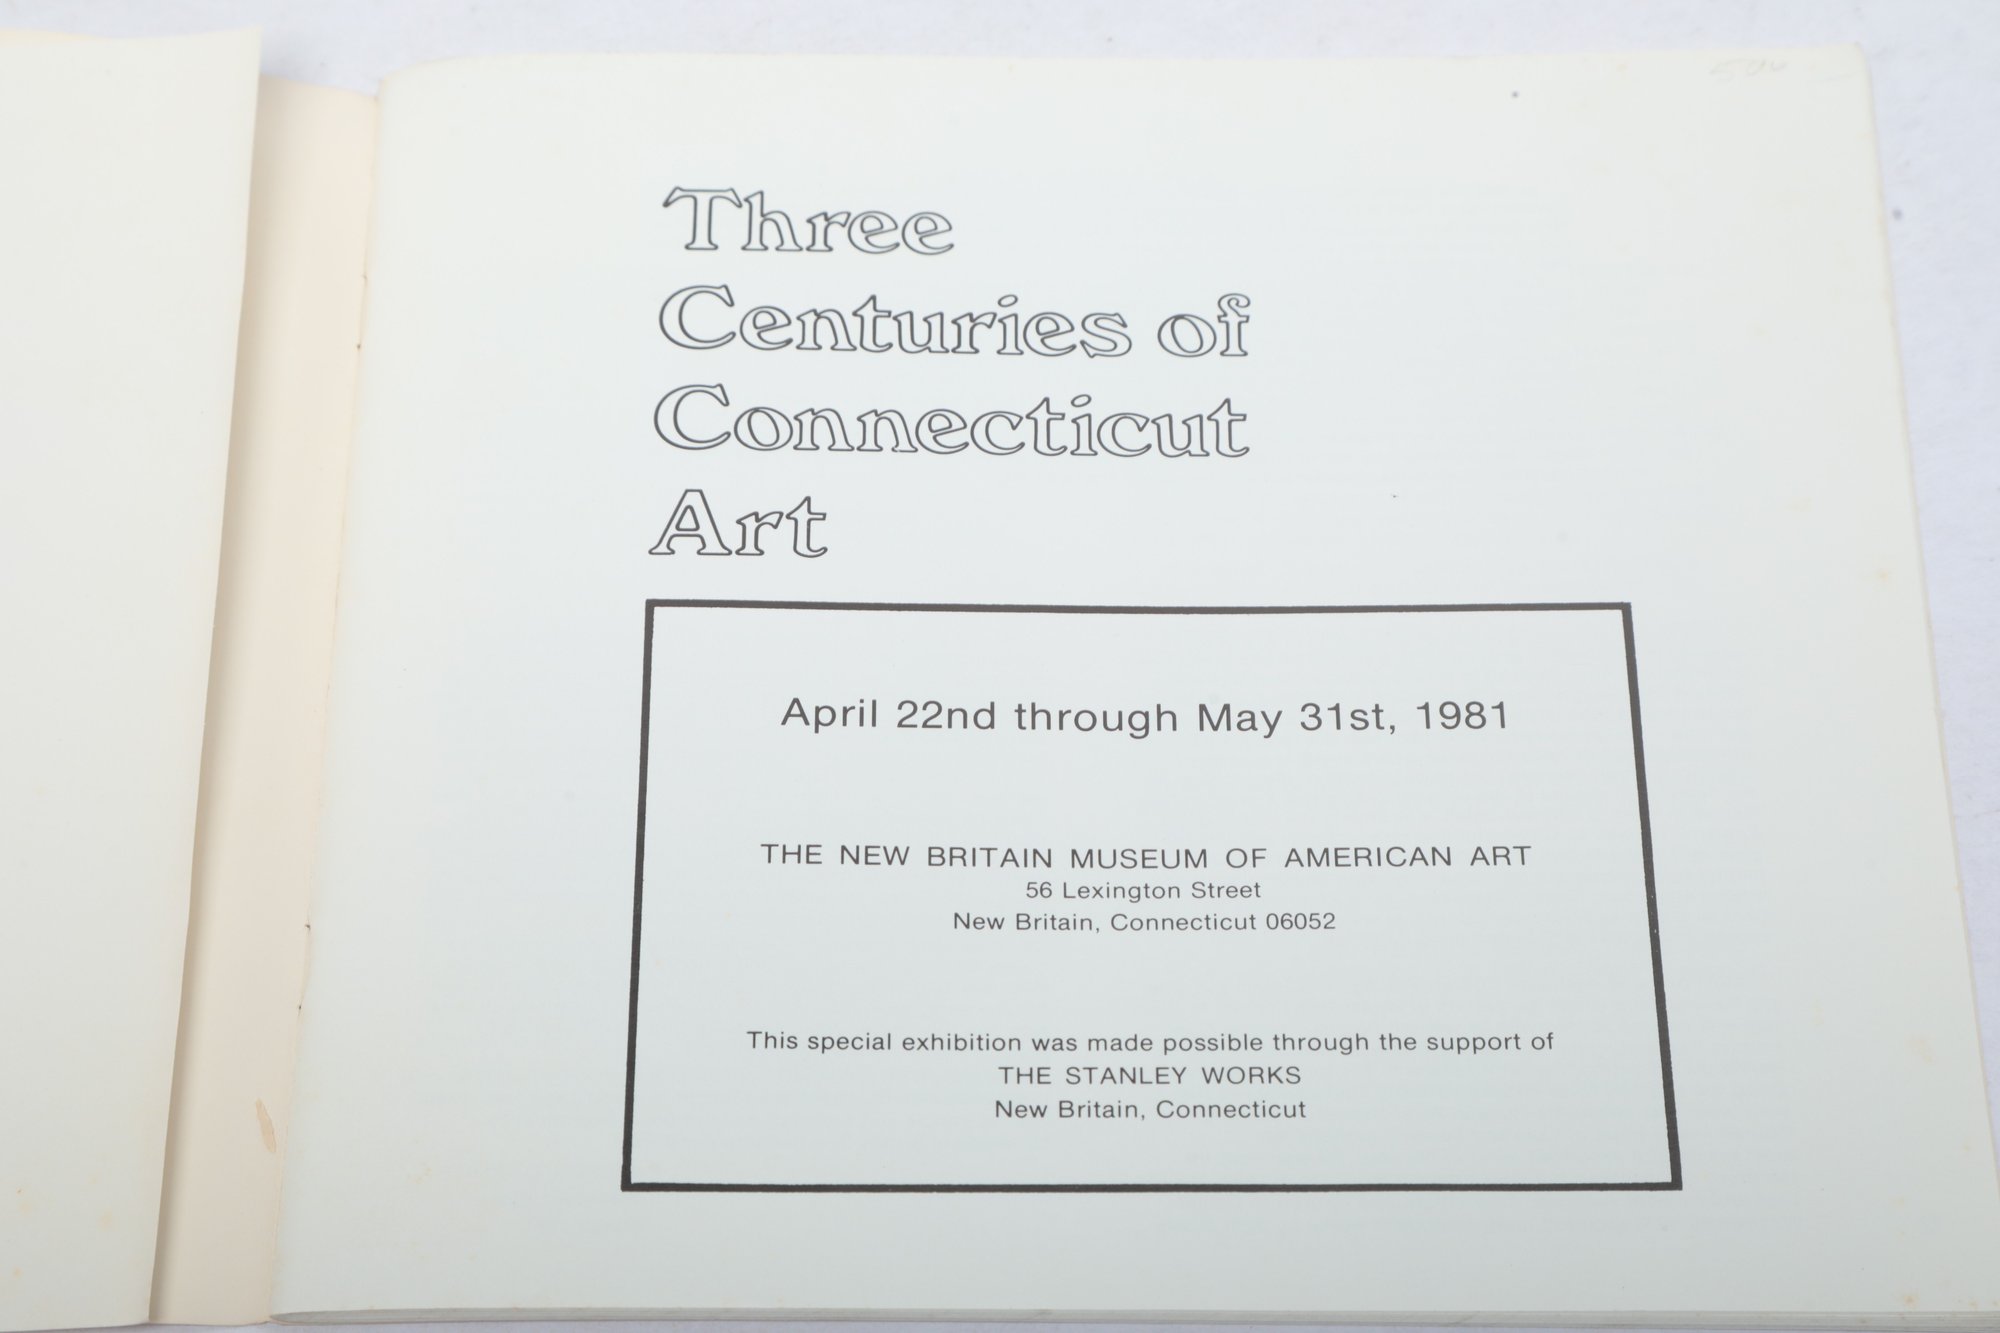 Three
Centuries of
Connecticut
Art
April 22nd through May 31st, 1981
THE NEW BRITAIN MUSEUM OF AMERICAN ART
56 Lexington Street
New Britain, Connecticut 06052
This special exhibition was made possible through the support of
THE STANLEY WORKS
New Britain, Connecticut